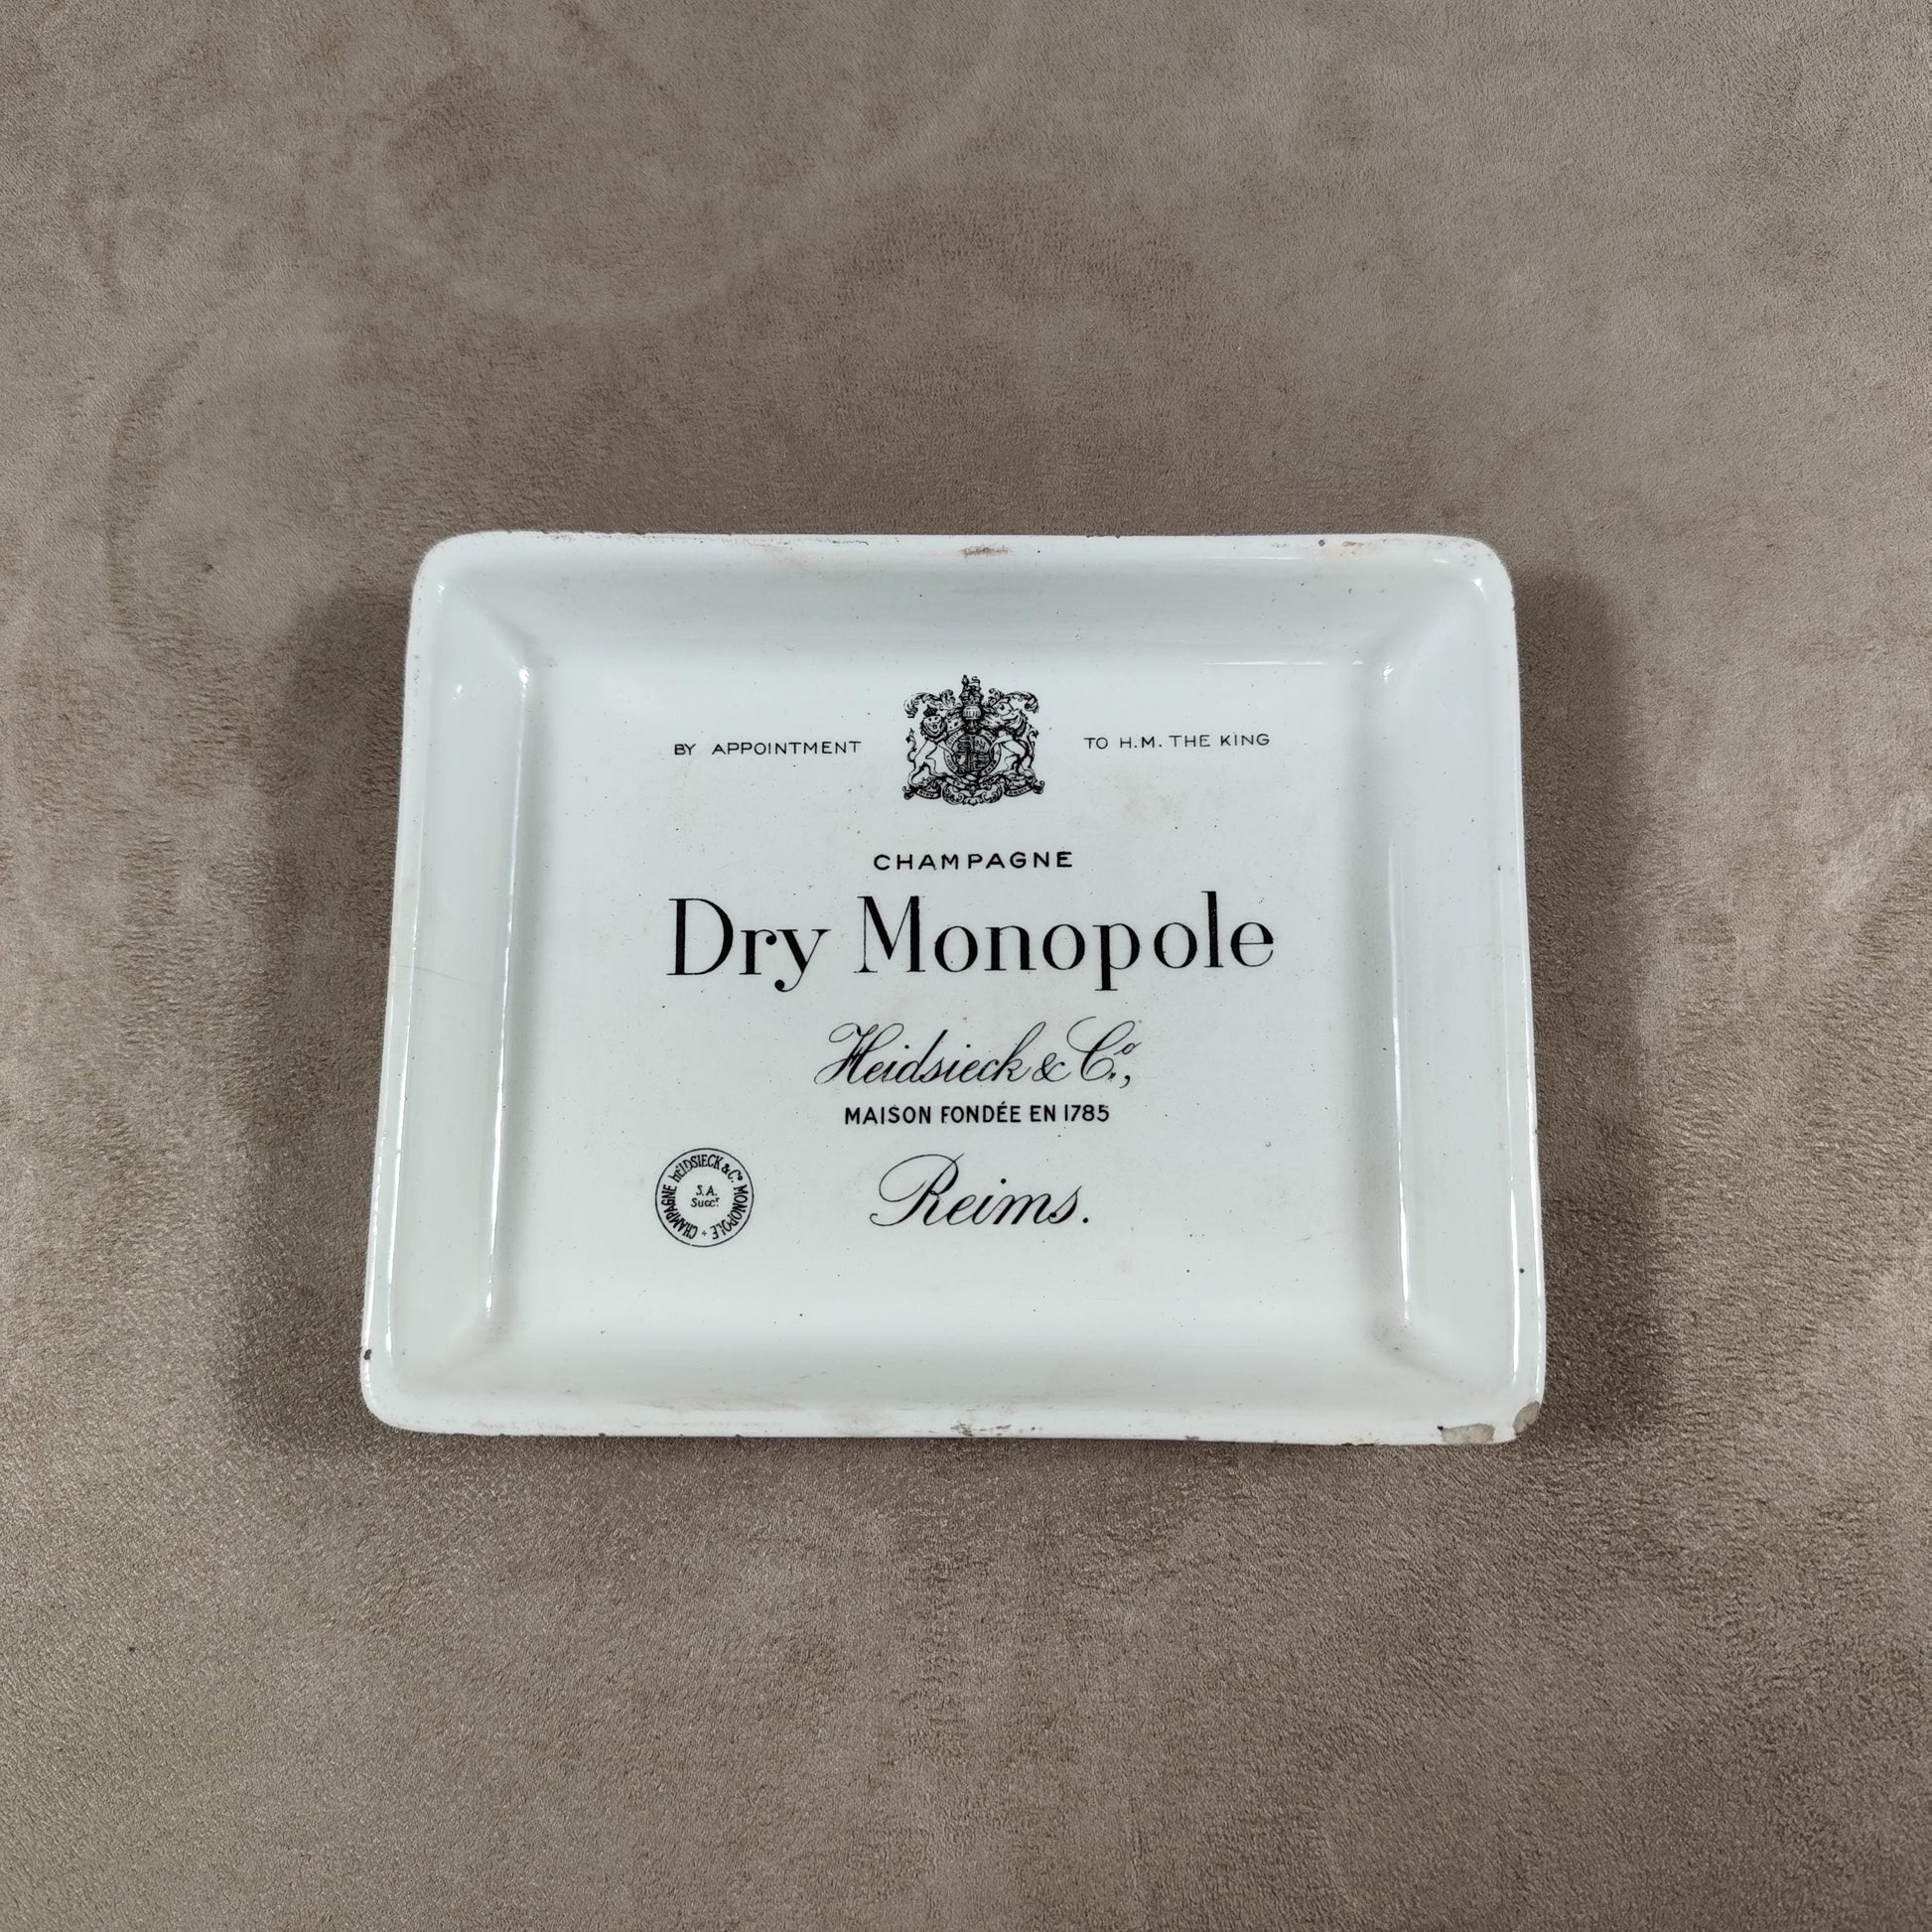 BY APPOINTMENT TO H.M. THE KING
CHAMPAGNE
Dry Monopole
Heidsieck & Cº.,
MAISON FONDÉE EN 1785
Reims.
CHAMPAGNE HEIDSIECK & Cº MONOPOLE +
S.A.
Succr